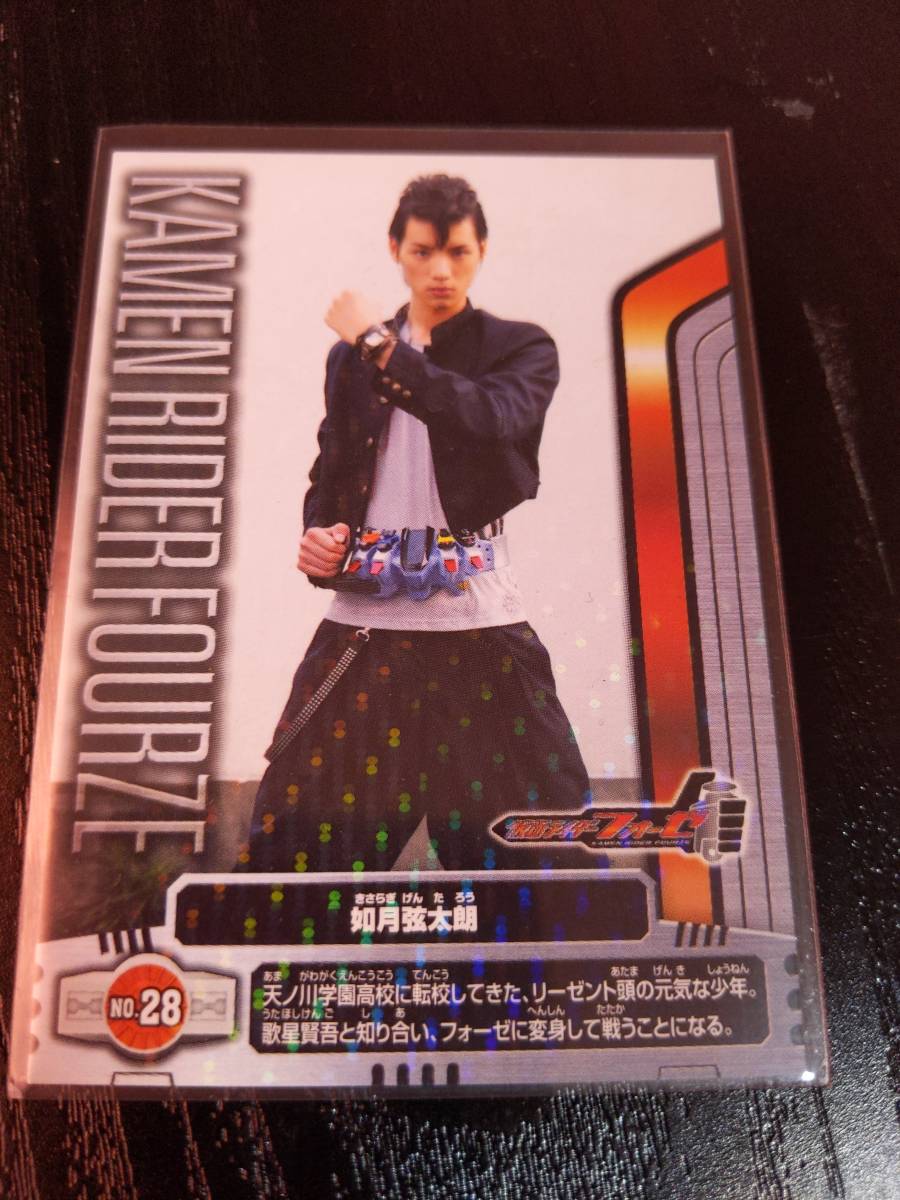 KAMEN RIDER FOURZE
仮面ライダーフォーゼ
KAMEN RIDER FOURZE
きさらぎ げん た ろう
如月弦太朗
NO.28
あま がわがくえんこうこう てんこう あたま げん き しょうねん
天ノ川学園高校に転校してきた、リーゼント頭の元気な少年。
うたほしけん ご し あ へんしん たたか
歌星賢吾と知り合い、フォーゼに変身して戦うことになる。